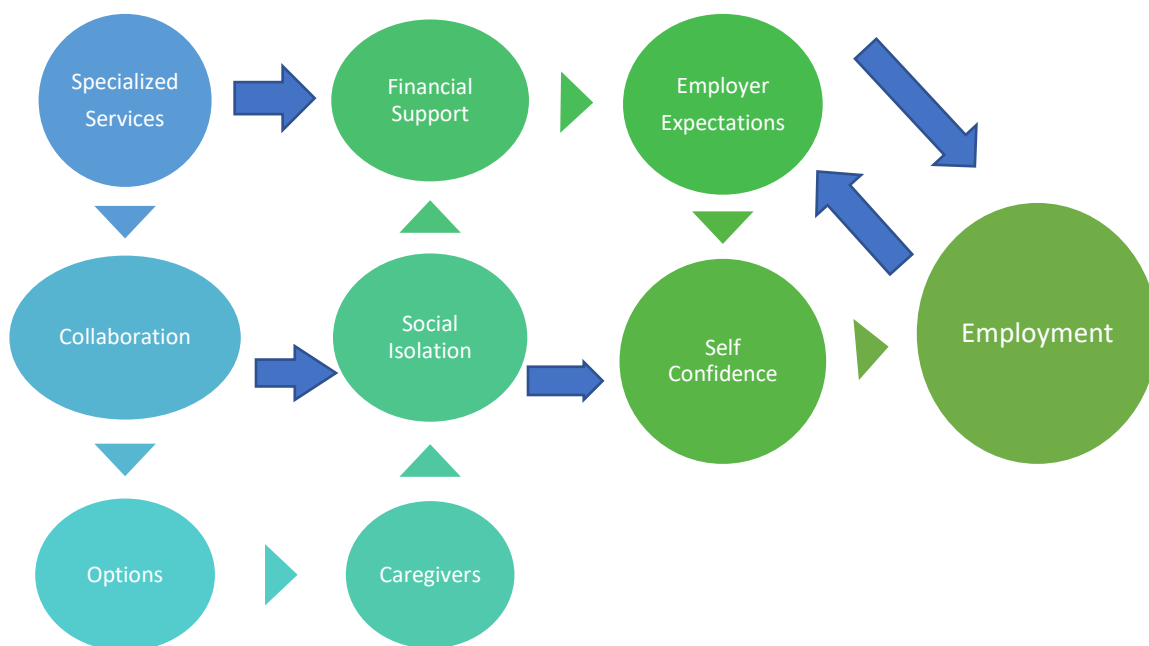 Specialized
Services
Financial
Support
Employer
Expectations
Collaboration
Social
Isolation
Self
Confidence
Employment
Options
Caregivers